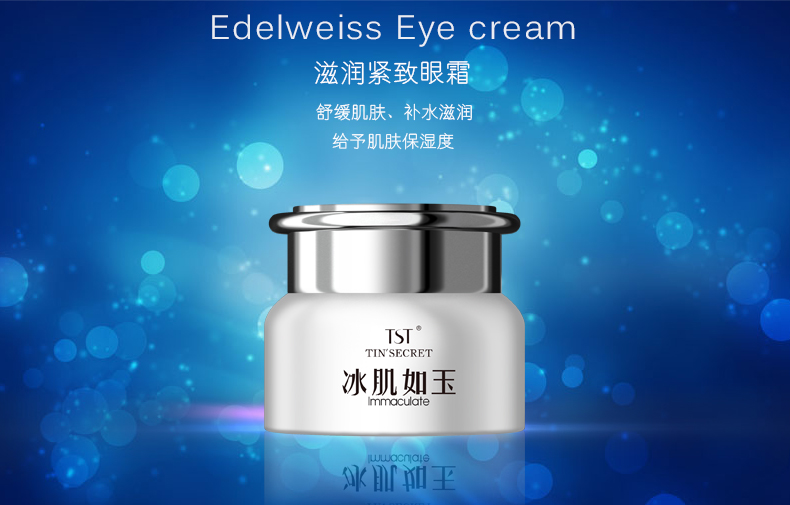 Edelweiss Eye cream
滋润紧致眼霜
舒缓肌肤、补水滋润
给予肌肤保湿度
TST®
TIN'SECRET
冰肌如玉
Immaculate